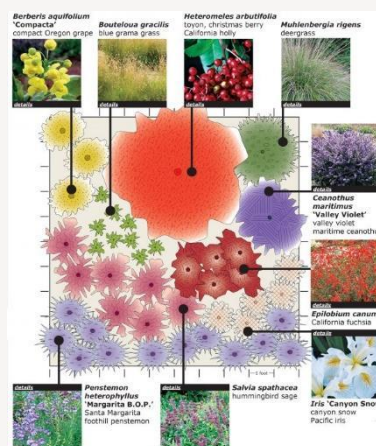 Berberis aquifolium
'Compacta'
compact Oregon grape
details
Bouteloua gracilis
blue grama grass
details
Heteromeles arbutifolia
toyon, christmas berry
California holly
details
Muhlenbergia rigens
deergrass
details
details
Ceanothus
maritimus
'Valley Violet'
valley violet
maritime ceanothu
details
Epilobium canum
California fuchsia
details
Iris 'Canyon Snow
canyon snow
Pacific iris
details
Penstemon
heterophyllus
'Margarita B.O.P.'
Santa Margarita
foothill penstemon
details
Salvia spathacea
hummingbird sage